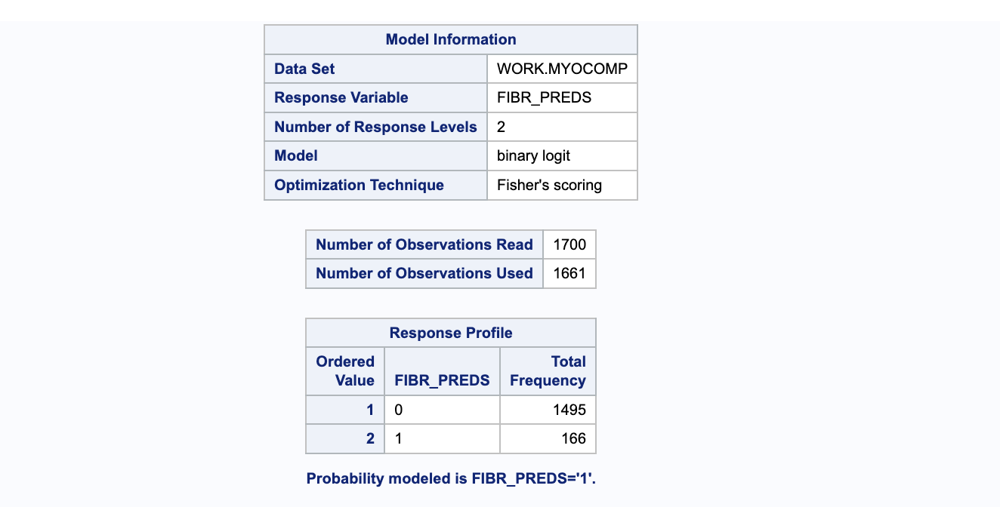 Model Information
Data Set WORK.MYOCOMP
Response Variable FIBR_PREDS
Number of Response Levels 2
Model binary logit
Optimization Technique Fisher's scoring
Number of Observations Read 1700
Number of Observations Used 1661
Response Profile
Ordered Value FIBR_PREDS Total Frequency
1 0 1495
2 1 166
Probability modeled is FIBR_PREDS='1'.